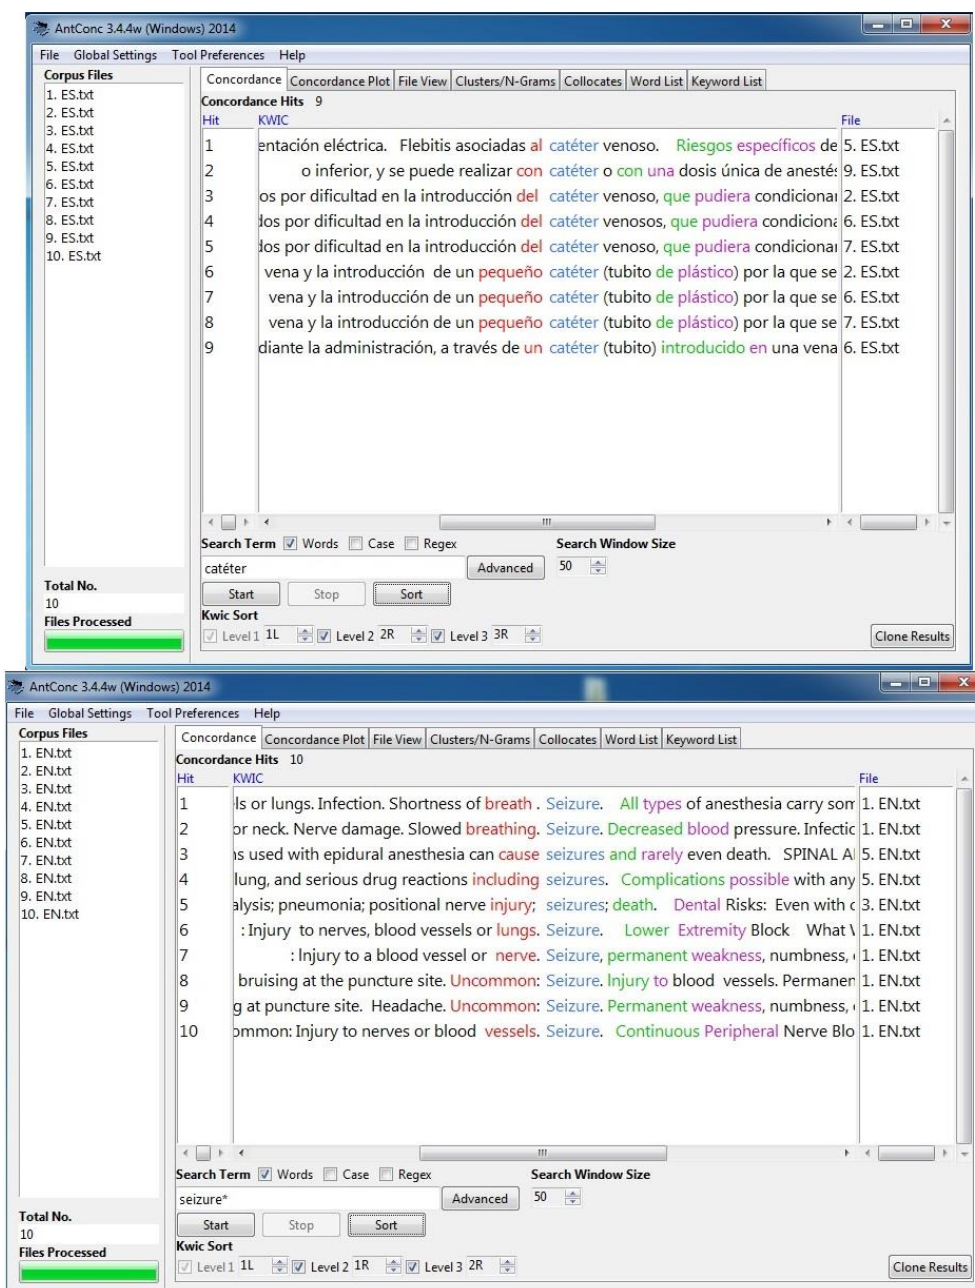 AntConc 3.4.4w (Windows) 2014
File Global Settings Tool Preferences Help
Corpus Files
1. ES.txt
2. ES.txt
3. ES.txt
4. ES.txt
5. ES.txt
6. ES.txt
7. ES.txt
8. ES.txt
9. ES.txt
10. ES.txt
Total No.
10
Files Processed
Concordance Concordance Plot File View Clusters/N-Grams Collocates Word List Keyword List
Concordance Hits 9
Hit KWIC File
1 entación eléctrica. Flebitis asociadas al catéter venoso. Riesgos específicos de 5. ES.txt
2 o inferior, y se puede realizar con catéter o con una dosis única de anesté 9. ES.txt
3 os por dificultad en la introducción del catéter venoso, que pudiera condiciona 2. ES.txt
4 dos por dificultad en la introducción del catéter venosos, que pudiera condiciona 6. ES.txt
5 dos por dificultad en la introducción del catéter venoso, que pudiera condiciona 7. ES.txt
6 vena y la introducción de un pequeño catéter (tubito de plástico) por la que se 2. ES.txt
7 vena y la introducción de un pequeño catéter (tubito de plástico) por la que se 6. ES.txt
8 vena y la introducción de un pequeño catéter (tubito de plástico) por la que se 7. ES.txt
9 diante la administración, a través de un catéter (tubito) introducido en una vena 6. ES.txt
Search Term Words Case Regex Search Window Size
catéter Advanced 50
Start Stop Sort
Kwic Sort
Level 1 1L Level 2 2R Level 3 3R Clone Results
AntConc 3.4.4w (Windows) 2014
File Global Settings Tool Preferences Help
Corpus Files
1. EN.txt
2. EN.txt
3. EN.txt
4. EN.txt
5. EN.txt
6. EN.txt
7. EN.txt
8. EN.txt
9. EN.txt
10. EN.txt
Total No.
10
Files Processed
Concordance Concordance Plot File View Clusters/N-Grams Collocates Word List Keyword List
Concordance Hits 10
Hit KWIC File
1 ls or lungs. Infection. Shortness of breath . Seizure. All types of anesthesia carry som 1. EN.txt
2 or neck. Nerve damage. Slowed breathing. Seizure. Decreased blood pressure. Infectic 1. EN.txt
3 ns used with epidural anesthesia can cause seizures and rarely even death. SPINAL A 5. EN.txt
4 lung, and serious drug reactions including seizures. Complications possible with any 5. EN.txt
5 alysis; pneumonia; positional nerve injury; seizures; death. Dental Risks: Even with 3. EN.txt
6 : Injury to nerves, blood vessels or lungs. Seizure. Lower Extremity Block What 1. EN.txt
7 : Injury to a blood vessel or nerve. Seizure, permanent weakness, numbness, 1. EN.txt
8 bruising at the puncture site. Uncommon: Seizure. Injury to blood vessels. Permanen 1. EN.txt
9 g at puncture site. Headache. Uncommon: Seizure. Permanent weakness, numbness, 1. EN.txt
10 ommon: Injury to nerves or blood vessels. Seizure. Continuous Peripheral Nerve Blo 1. EN.txt
Search Term Words Case Regex Search Window Size
seizure* Advanced 50
Start Stop Sort
Kwic Sort
Level 1 1L Level 2 1R Level 3 2R Clone Results